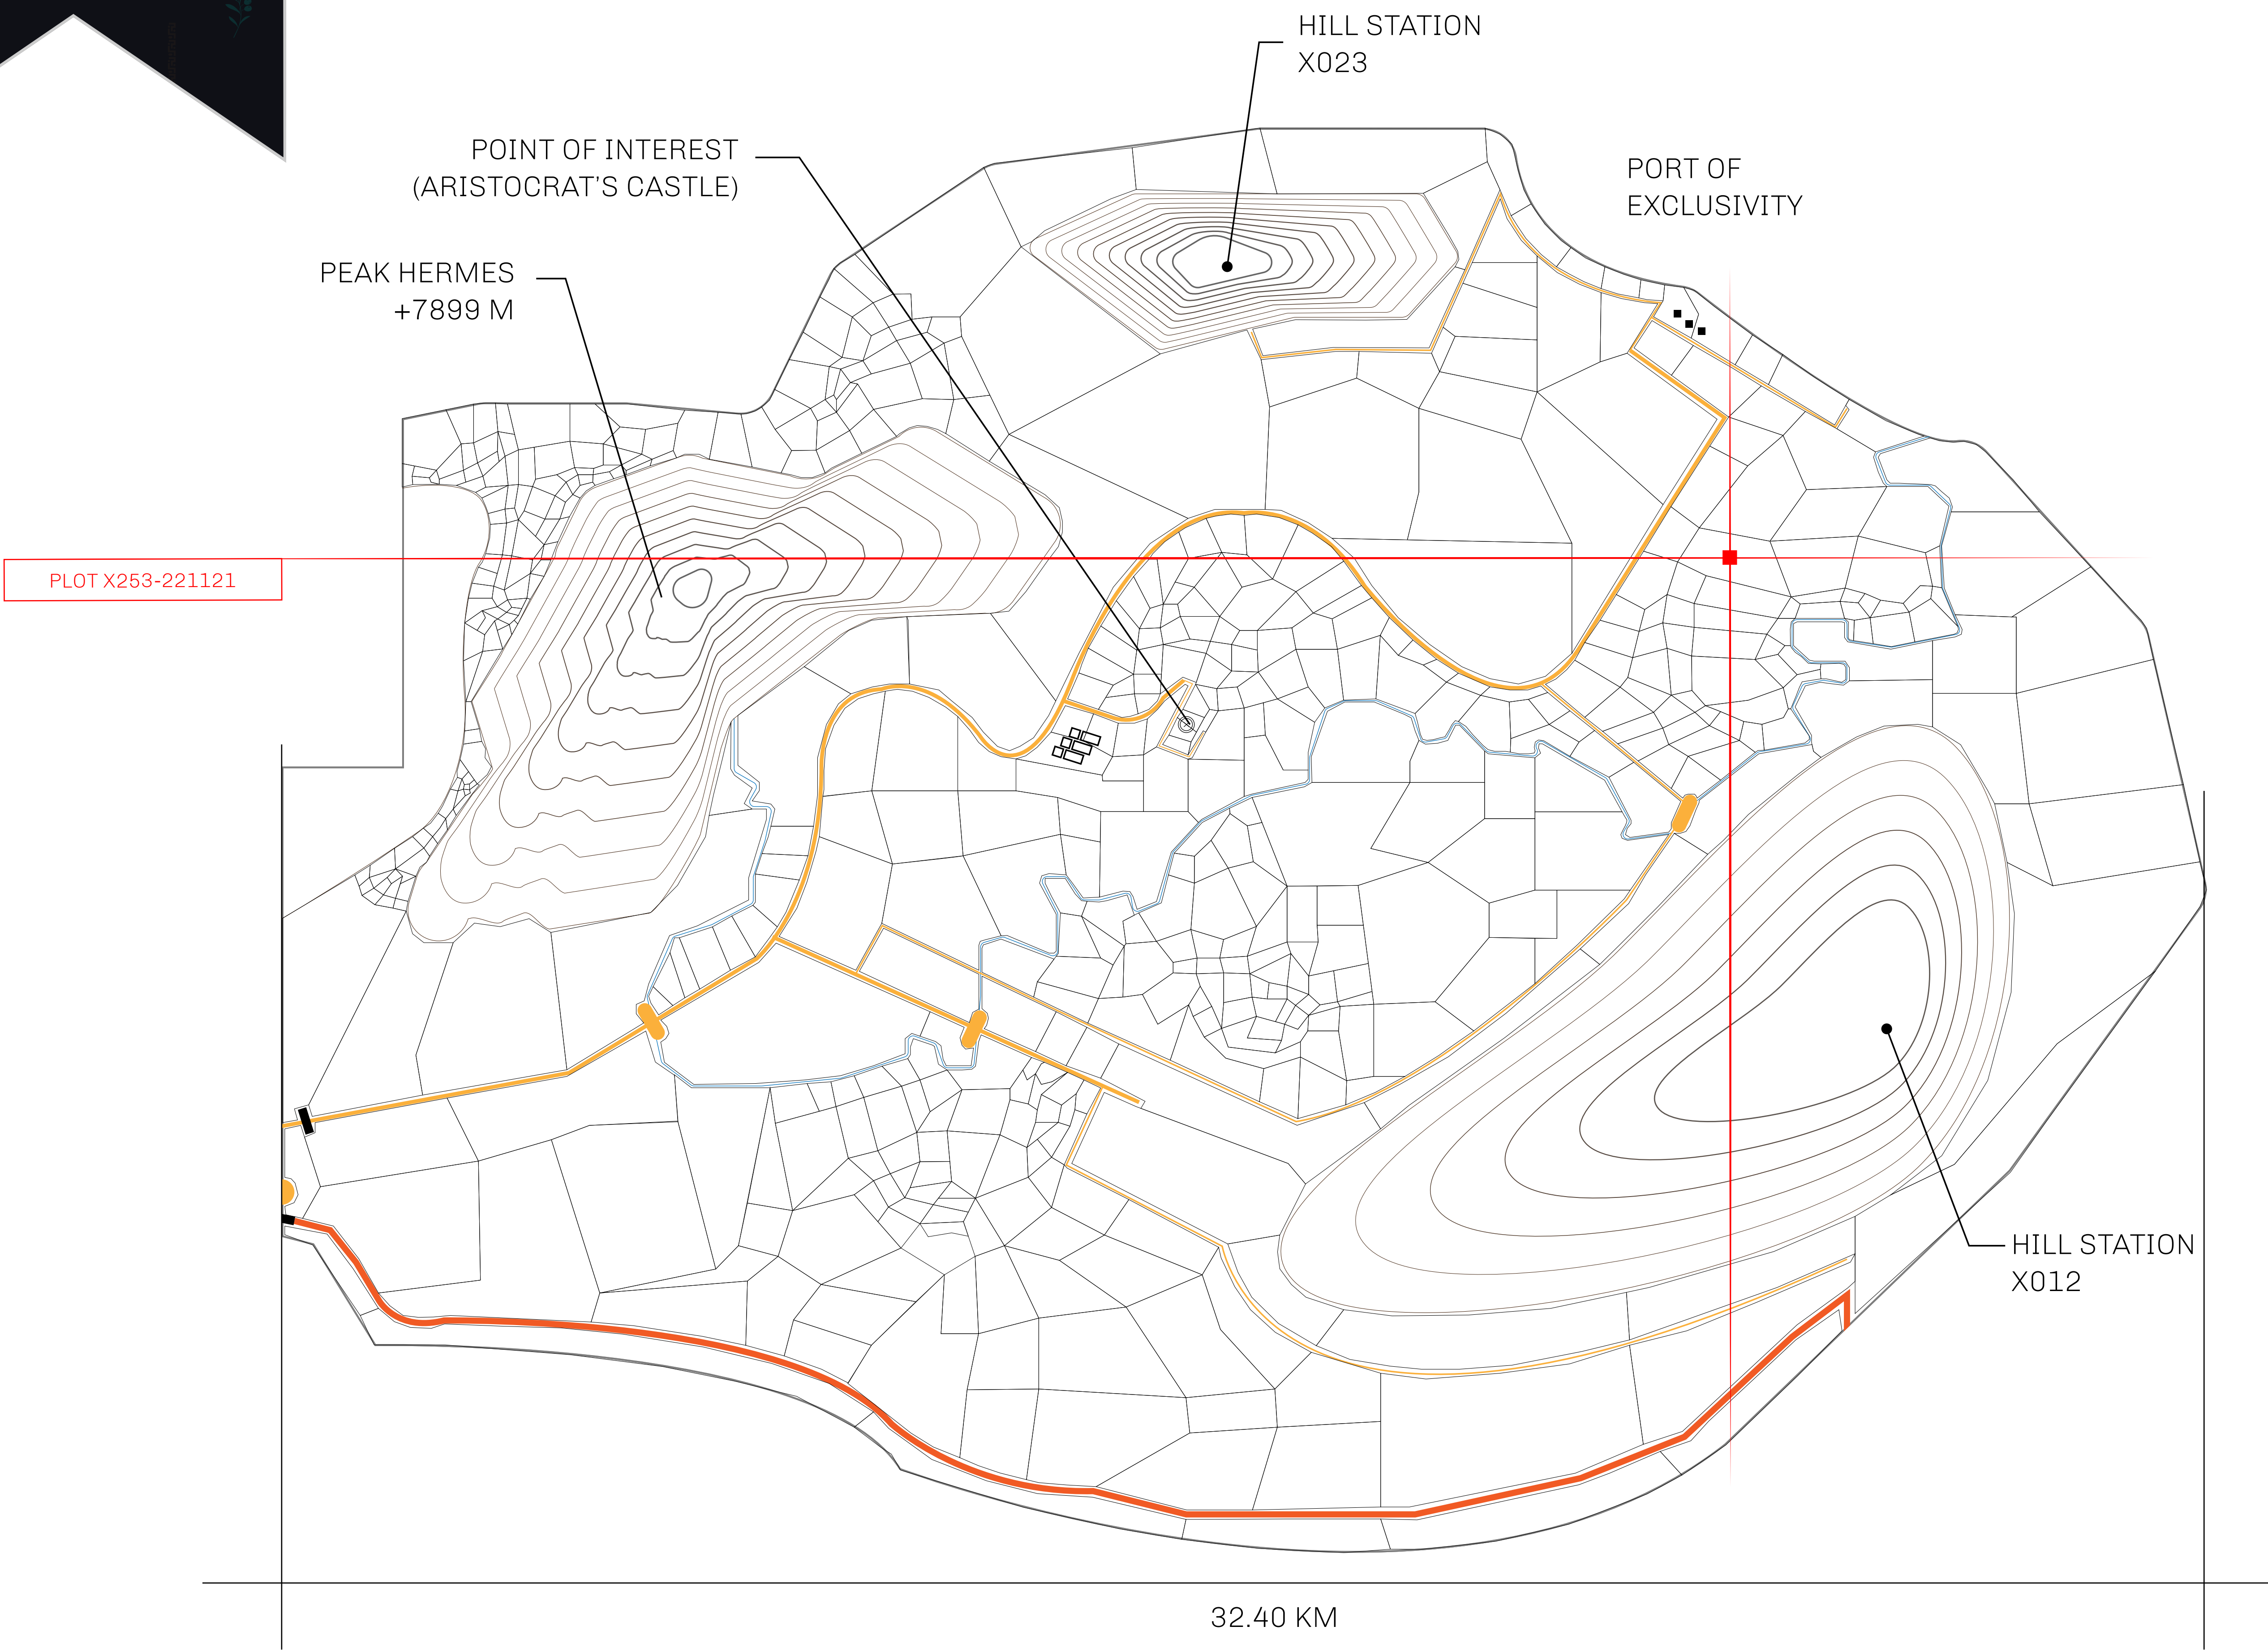 HILL STATION
X023
POINT OF INTEREST
(ARISTOCRAT'S CASTLE)
PORT OF
EXCLUSIVITY
PEAK HERMES
+7899 M
PLOT X253-221121
HILL STATION
X012
32.40 KM